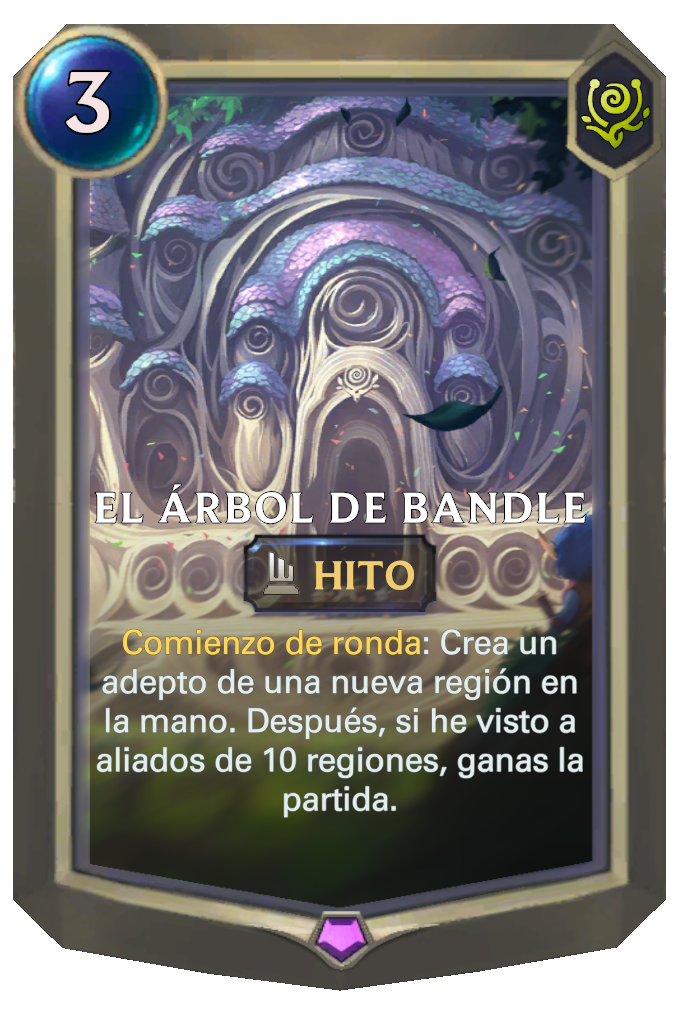 3
EL ÁRBOL DE BANDLE
HITO
Comienzo de ronda: Crea un
adepto de una nueva región en
la mano. Después, si he visto a
aliados de 10 regiones, ganas la
partida.